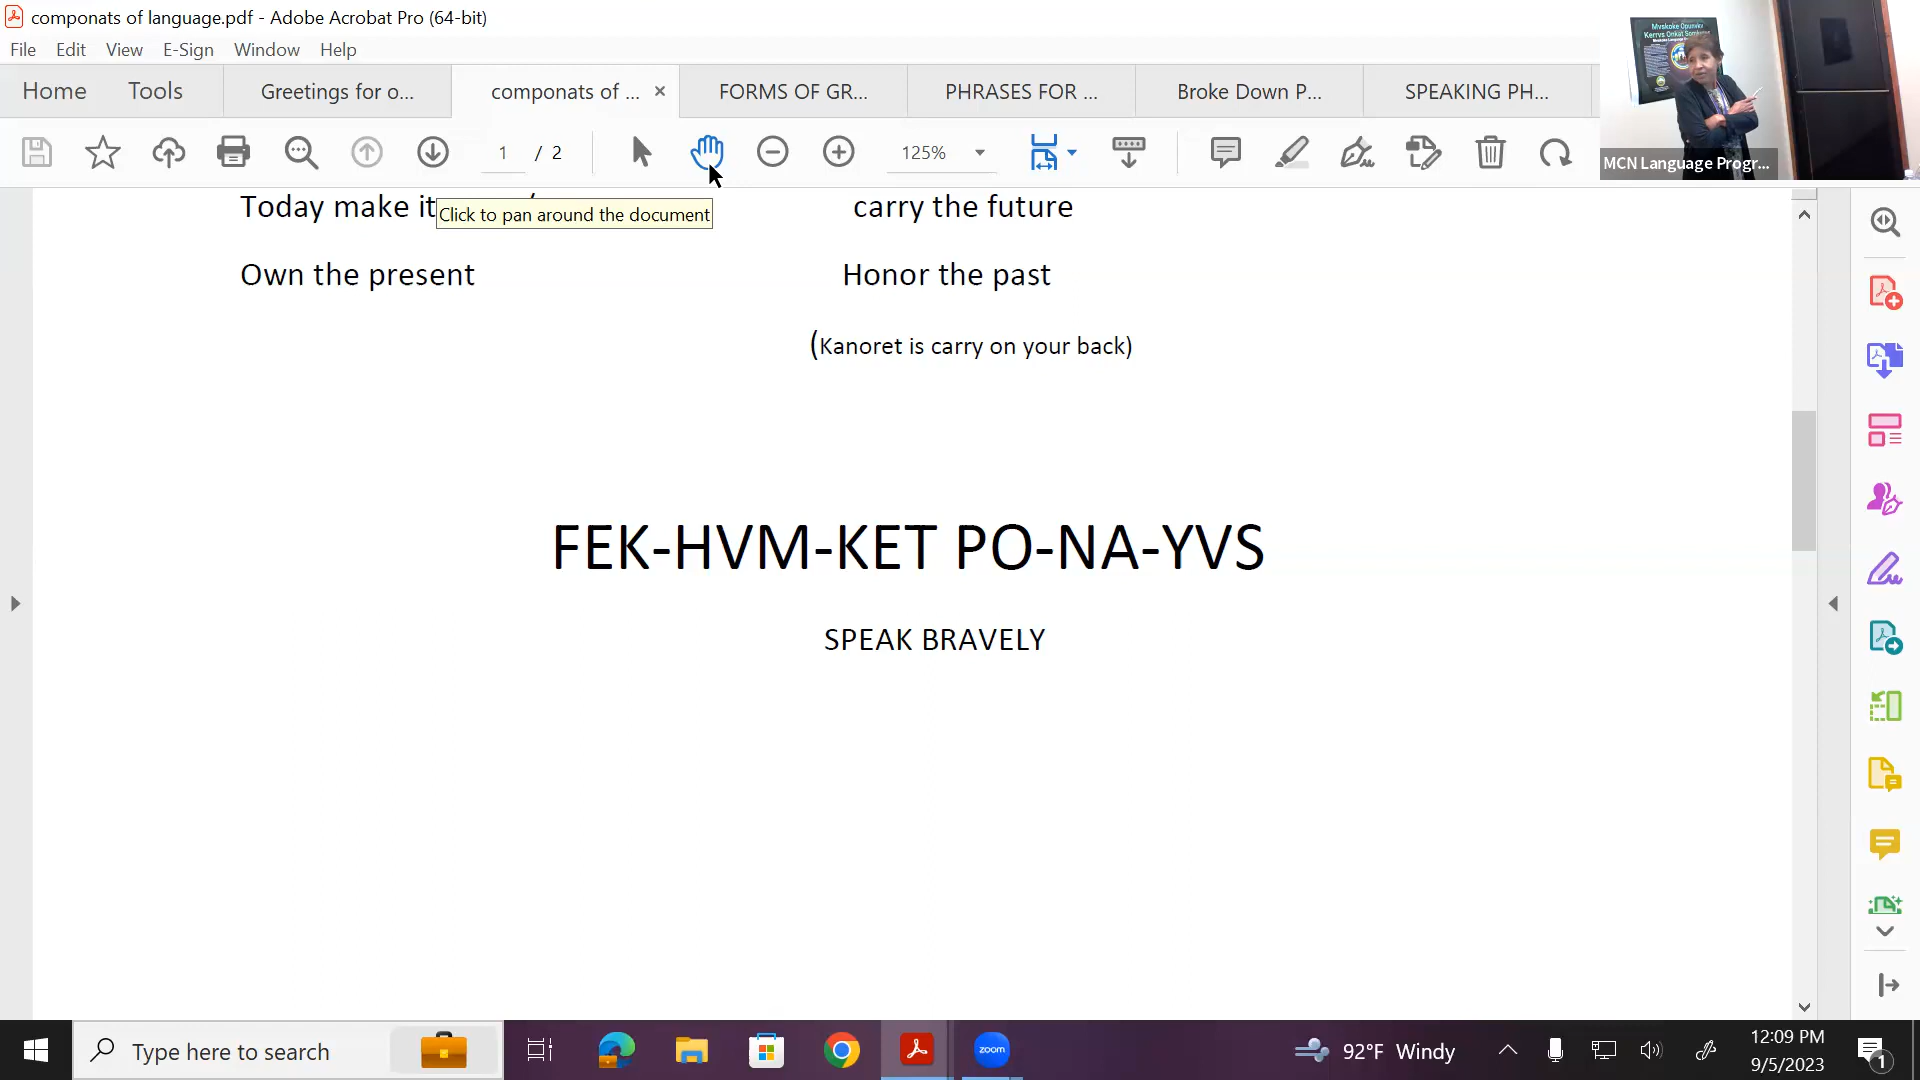 componats of language.pdf - Adobe Acrobat Pro (64-bit)
File Edit View E-Sign Window Help
Home Tools Greetings for o... componats of ... × FORMS OF GR... PHRASES FOR ... Broke Down P... SPEAKING PH...
1 / 2 125%
Mvskoke Opunvkv
MCN Language Progr...
Today make it carry the future
Click to pan around the document
Own the present Honor the past
(Kanoret is carry on your back)
FEK-HVM-KET PO-NA-YVS
SPEAK BRAVELY
Type here to search zoom 92°F Windy 12:09 PM
9/5/2023 1